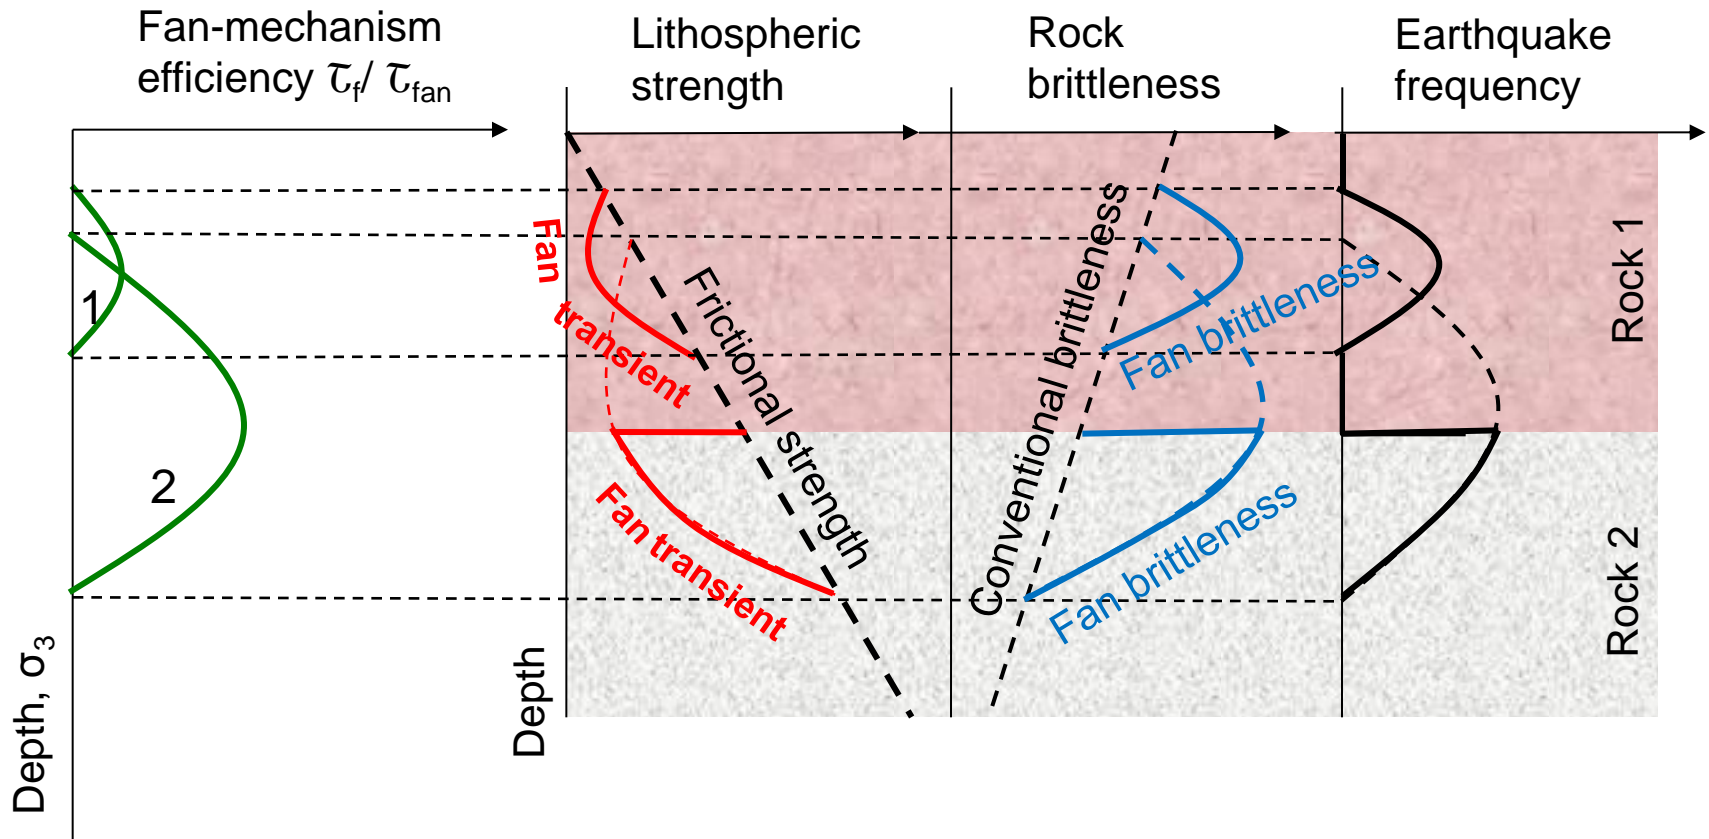 Fan-mechanism
efficiency τf/ τfan
Lithospheric
strength
Rock
brittleness
Earthquake
frequency
1
2
Depth, σ3
Depth
Fan
transient
Frictional strength
Fan transient
Conventional brittleness
Fan brittleness
Fan brittleness
Rock 1
Rock 2